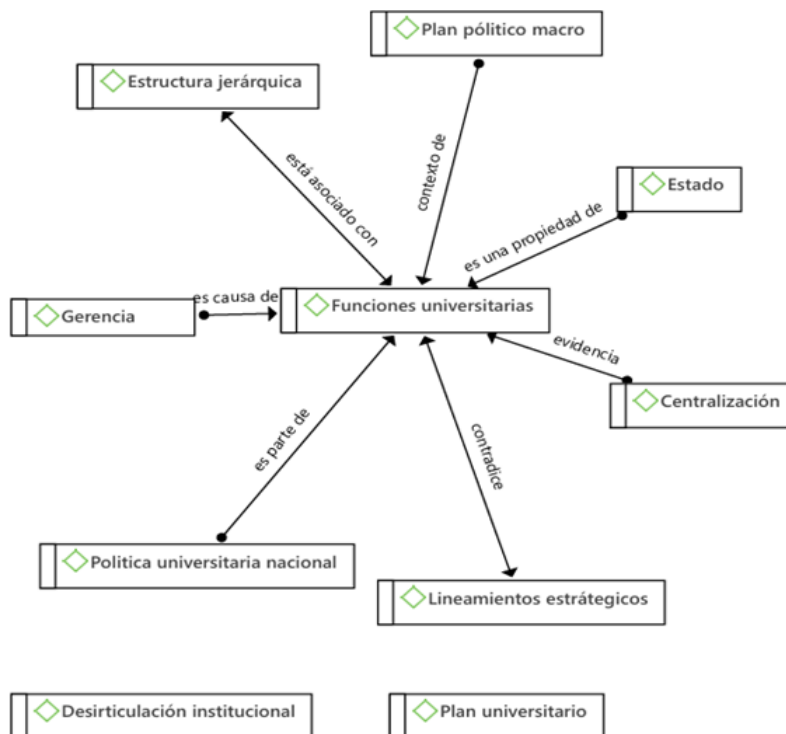 Plan pólitico macro
Estructura jerárquica
contexto de
está asociado con
Estado
es una propiedad de
es causa de
Gerencia
Funciones universitarias
evidencia
Centralización
es parte de
contradice
Politica universitaria nacional
Lineamientos estrátegicos
Desirticulación institucional
Plan universitario